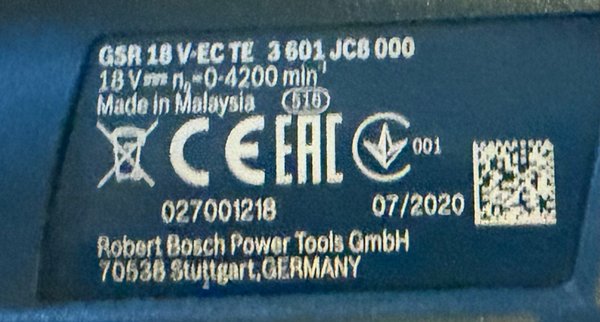 GSR 18 V-EC TE 3 601 JC8 000
18 V⎓ n₀=0-4200 min⁻¹
Made in Malaysia 516
CE EAC 001
027001218 07/2020
Robert Bosch Power Tools GmbH
70538 Stuttgart, GERMANY